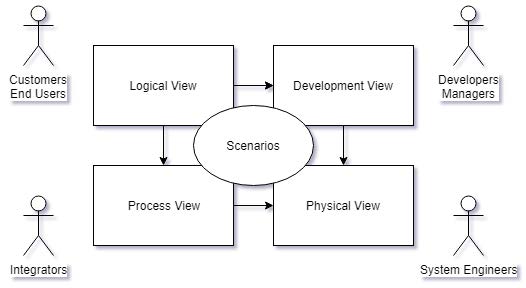 Customers
End Users
Logical View
Development View
Developers
Managers
Scenarios
Process View
Physical View
Integrators
System Engineers